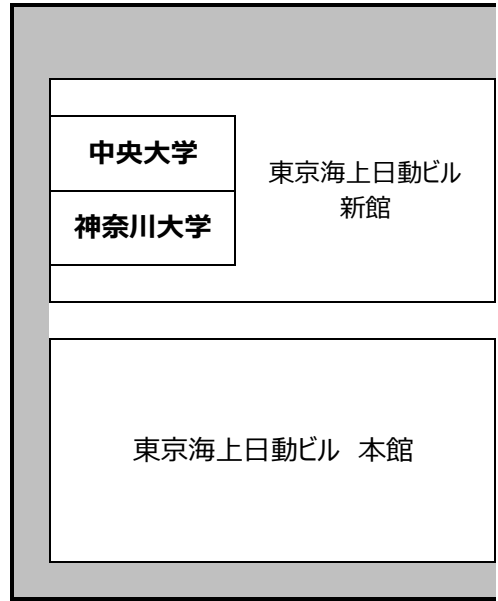 中央大学
東京海上日動ビル
新館
神奈川大学
東京海上日動ビル 本館